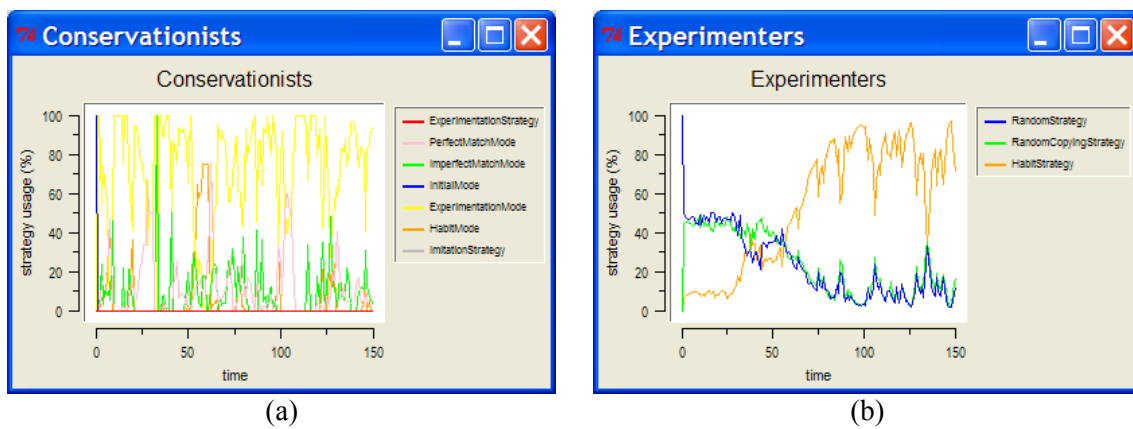 Conservationists
Conservationists
strategy usage (%)
100
80
60
40
20
0
0 50 100 150
time
ExperimentationStrategy
PerfectMatchMode
ImperfectMatchMode
InitialMode
ExperimentationMode
HabitMode
ImitationStrategy
(a)
Experimenters
Experimenters
strategy usage (%)
100
80
60
40
20
0
0 50 100 150
time
RandomStrategy
RandomCopyingStrategy
HabitStrategy
(b)